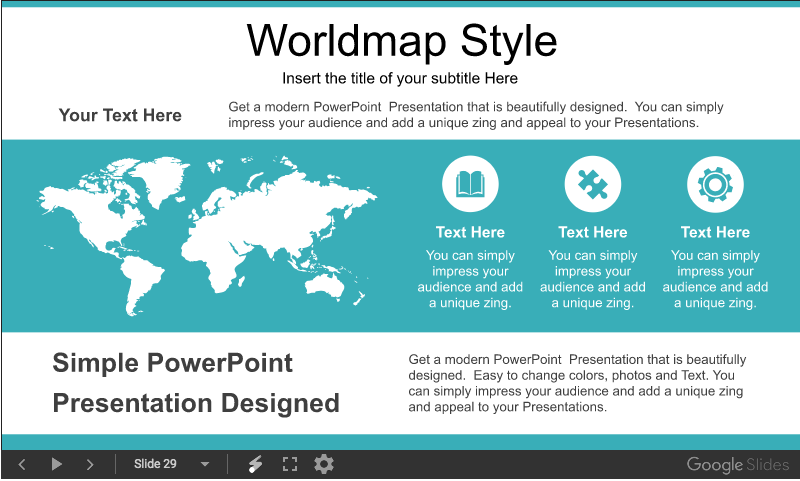 Worldmap Style
Insert the title of your subtitle Here
Your Text Here
Get a modern PowerPoint  Presentation that is beautifully designed.  You can simply
impress your audience and add a unique zing and appeal to your Presentations.
Text Here
You can simply
impress your
audience and add
a unique zing.
Text Here
You can simply
impress your
audience and add
a unique zing.
Text Here
You can simply
impress your
audience and add
a unique zing.
Simple PowerPoint
Presentation Designed
Get a modern PowerPoint  Presentation that is beautifully
designed.  Easy to change colors, photos and Text. You
can simply impress your audience and add a unique zing
and appeal to your Presentations.
Slide 29
Google Slides